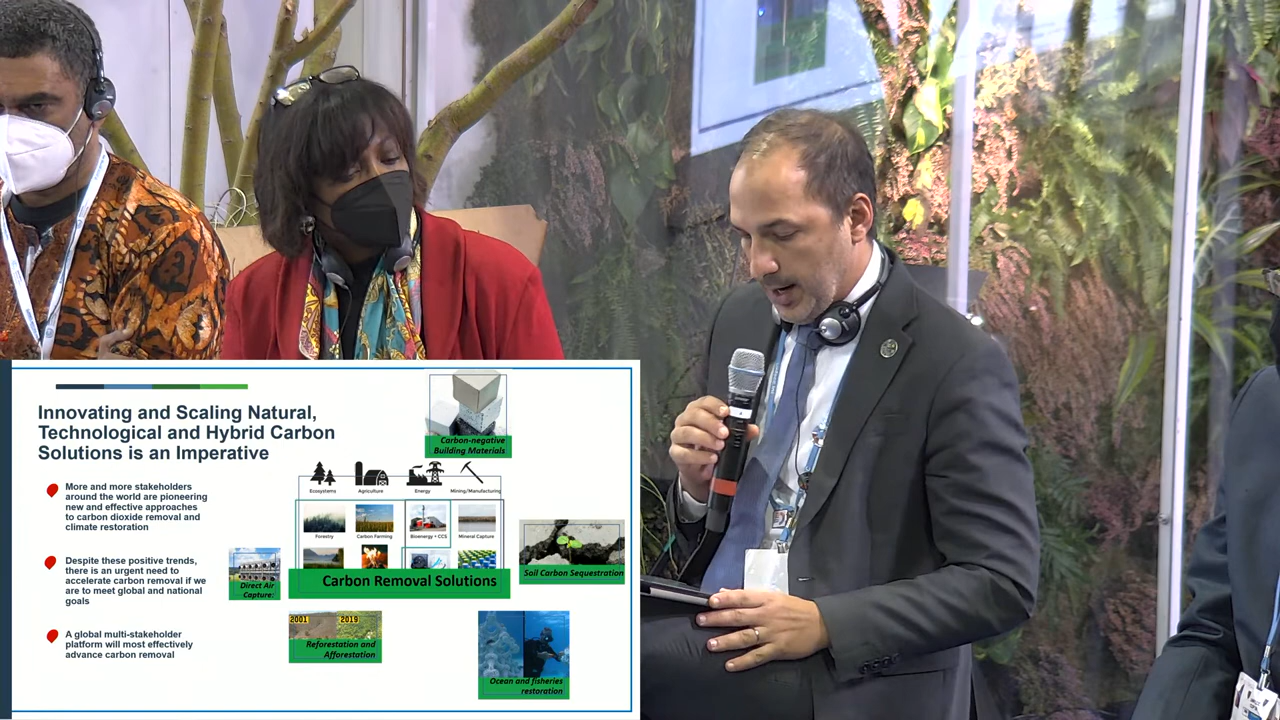 Innovating and Scaling Natural,
Technological and Hybrid Carbon
Solutions is an Imperative
More and more stakeholders
around the world are pioneering
new and effective approaches
to carbon dioxide removal and
climate restoration
Despite these positive trends,
there is an urgent need to
accelerate carbon removal if we
are to meet global and national
goals
A global multi-stakeholder
platform will most effectively
advance carbon removal
Carbon-negative
Building Materials
Ecosystems Agriculture Energy Mining/Manufacturing
Forestry Carbon Farming Bioenergy + CCS Mineral Capture
Carbon Removal Solutions
Direct Air
Capture:
Soil Carbon Sequestration
2001 2019
Reforestation and
Afforestation
Ocean and fisheries
restoration